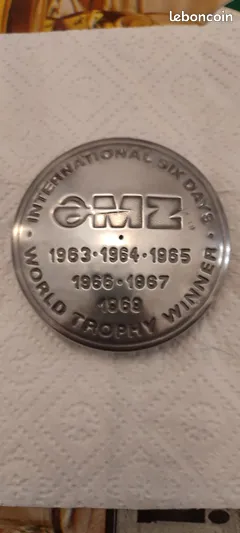 leboncoin
INTERNATIONAL SIX DAYS
MZ
1963 · 1964 · 1965
1966 · 1967
1969
WORLD TROPHY WINNER